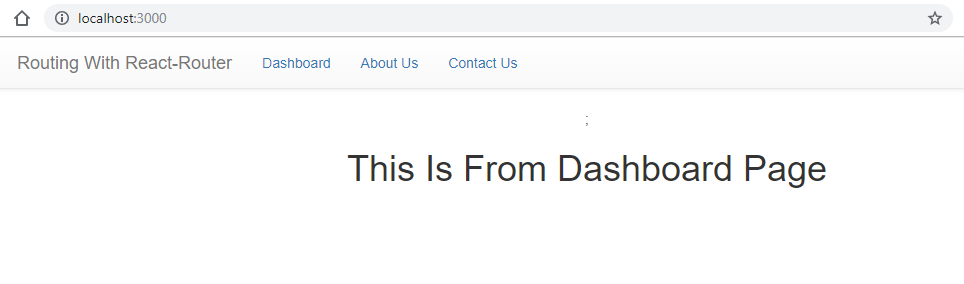 localhost:3000
Routing With React-Router Dashboard About Us Contact Us
;
This Is From Dashboard Page